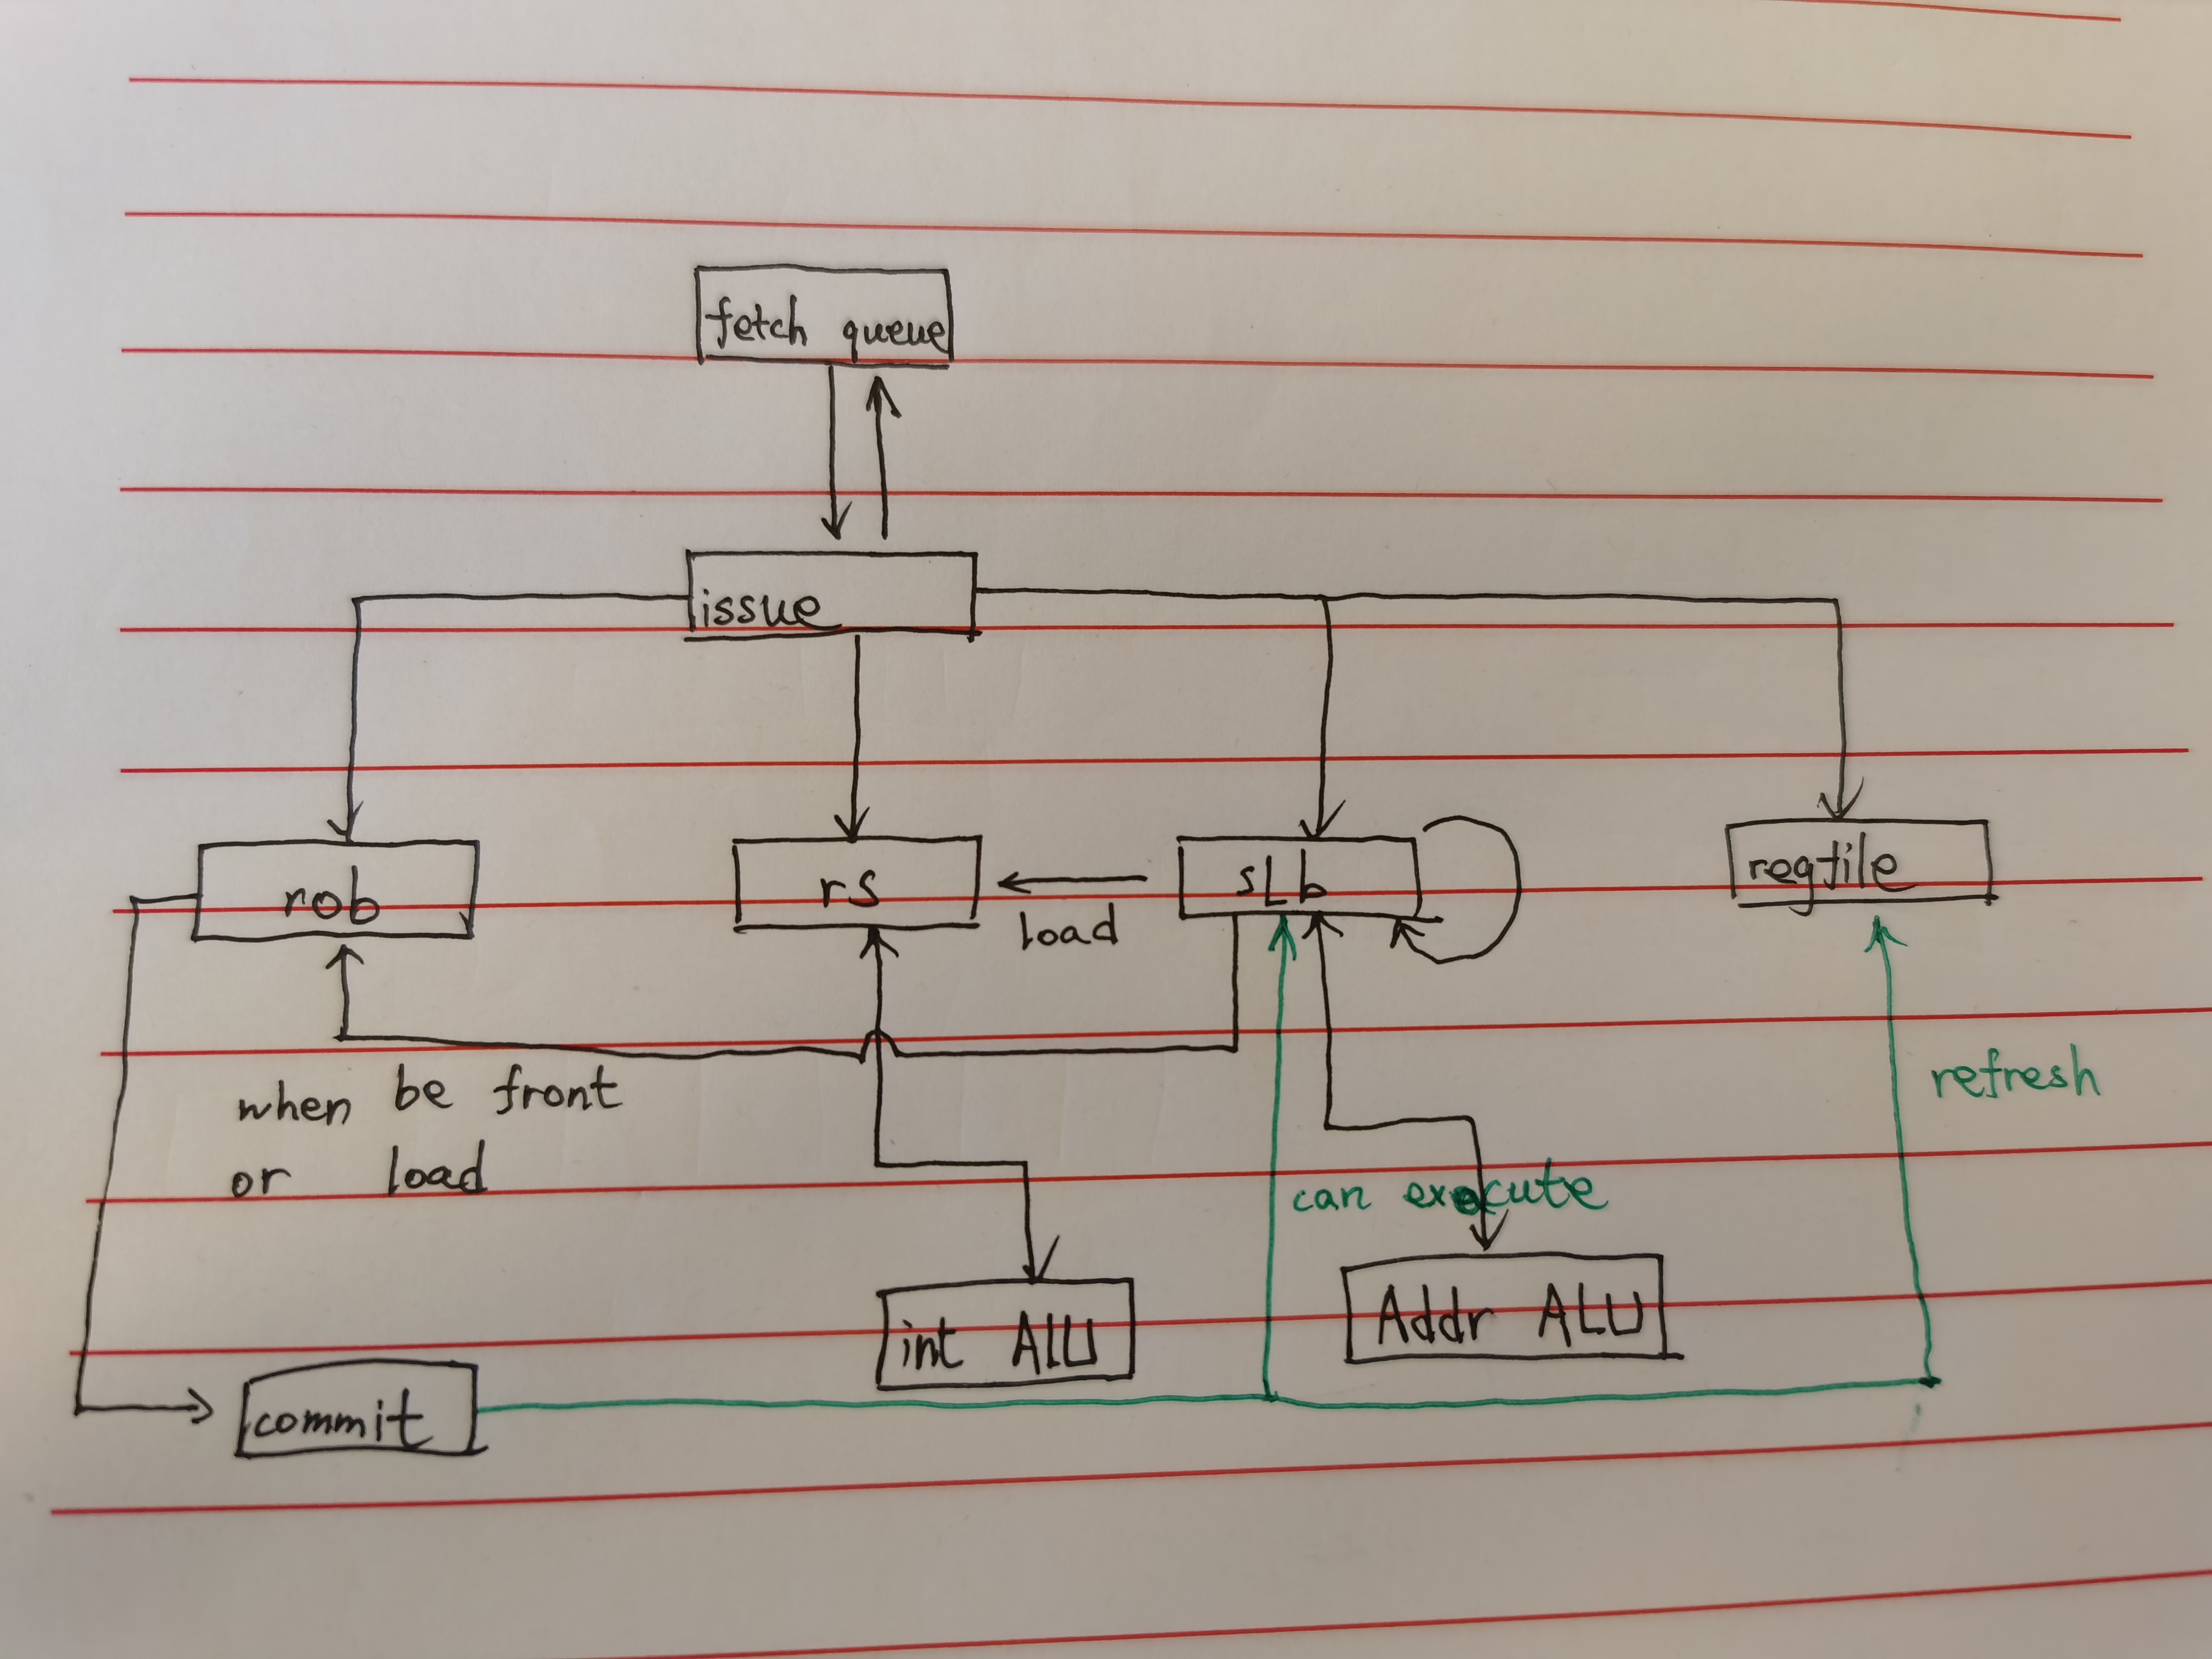 fetch queue
issue
rob
rs
load
sLb
regfile
when be front
or load
refresh
can execute
int ALU
Addr ALU
commit